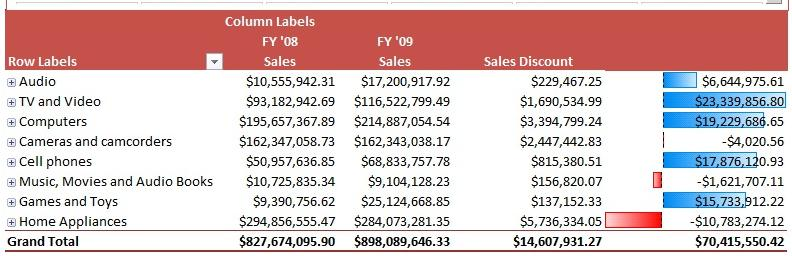 Column Labels
FY '08 FY '09
Row Labels Sales Sales Sales Discount
Audio $10,555,942.31 $17,200,917.92 $229,467.25 $6,644,975.61
TV and Video $93,182,942.69 $116,522,799.49 $1,690,534.99 $23,339,856.80
Computers $195,657,367.89 $214,887,054.54 $3,394,799.24 $19,229,686.65
Cameras and camcorders $162,347,058.73 $162,343,038.17 $2,447,442.83 -$4,020.56
Cell phones $50,957,636.85 $68,833,757.78 $815,380.51 $17,876,120.93
Music, Movies and Audio Books $10,725,835.34 $9,104,128.23 $156,820.07 -$1,621,707.11
Games and Toys $9,390,756.62 $25,124,668.85 $137,152.33 $15,733,912.22
Home Appliances $294,856,555.47 $284,073,281.35 $5,736,334.05 -$10,783,274.12
Grand Total $827,674,095.90 $898,089,646.33 $14,607,931.27 $70,415,550.42